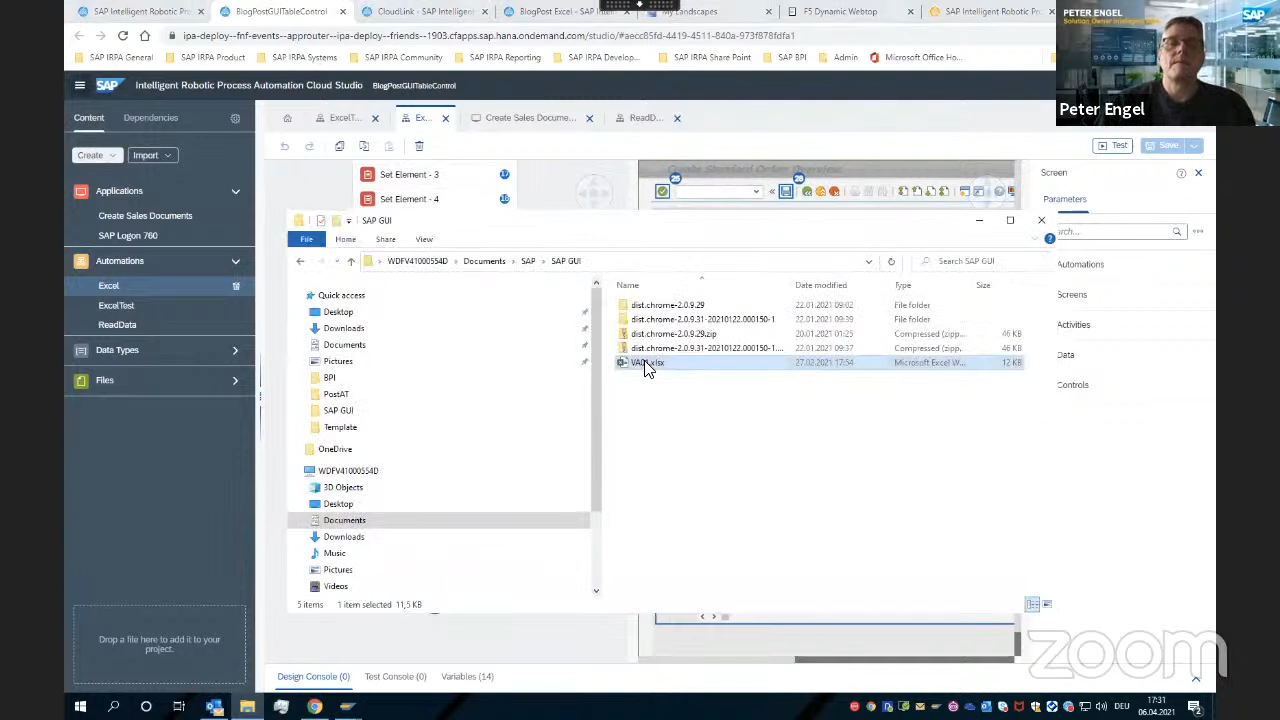 SAP Intelligent Robotic Process A
BlogPostGUITableControl
My Landscapes
F5 Dynamic Web
SAP Intelligent Robotic Pr
SAP IRPA General
SAP IRPA Product
SAP IRPA Systems
SAP IRPA Reporting
SAP IRPA Develop...
SAP IRPA Share Point
SAP BPI
Admin
Microsoft Office Ho...
PETER ENGEL
SAP
Peter Engel
SAP
Intelligent Robotic Process Automation Cloud Studio
BlogPostGUITableControl
Content
Dependencies
ExcelT...
Ex...
Create Sales Docume...
ReadD...
Create
Import
Test
Save
Applications
Create Sales Documents
SAP Logon 760
Automations
Excel
ExcelTest
ReadData
Data Types
Files
Drop a file here to add it to your
project.
Set Element - 3
Set Element - 4
25
28
Screen
Parameters
Automations
Screens
Activities
Data
Controls
SAP GUI
File
Home
Share
View
WDFV41000554D
Documents
SAP
SAP GUI
Search SAP GUI
Name
Date modified
Type
Size
dist.chrome-2.0.9.29
22.01.2021 09:02
File folder
dist.chrome-2.0.9.31-20210122.000150-1
22.01.2021 09:39
File folder
dist.chrome-2.0.9.29.zip
20.01.2021 01:25
Compressed (zipp...
46 KB
dist.chrome-2.0.9.31-20210122.000150-1....
22.01.2021 09:37
Compressed (zipp...
46 KB
27.02.2021 17:54
Microsoft Excel W...
12 KB
Quick access
Desktop
Downloads
Documents
Pictures
BPI
PostAT
SAP GUI
Template
OneDrive
WDFV41000554D
3D Objects
Desktop
Documents
Downloads
Music
Pictures
Videos
5 items
1 item selected
11,5 KB
Design Console (0)
Variables (14)
zoom
DEU
17:31
06.04.2021